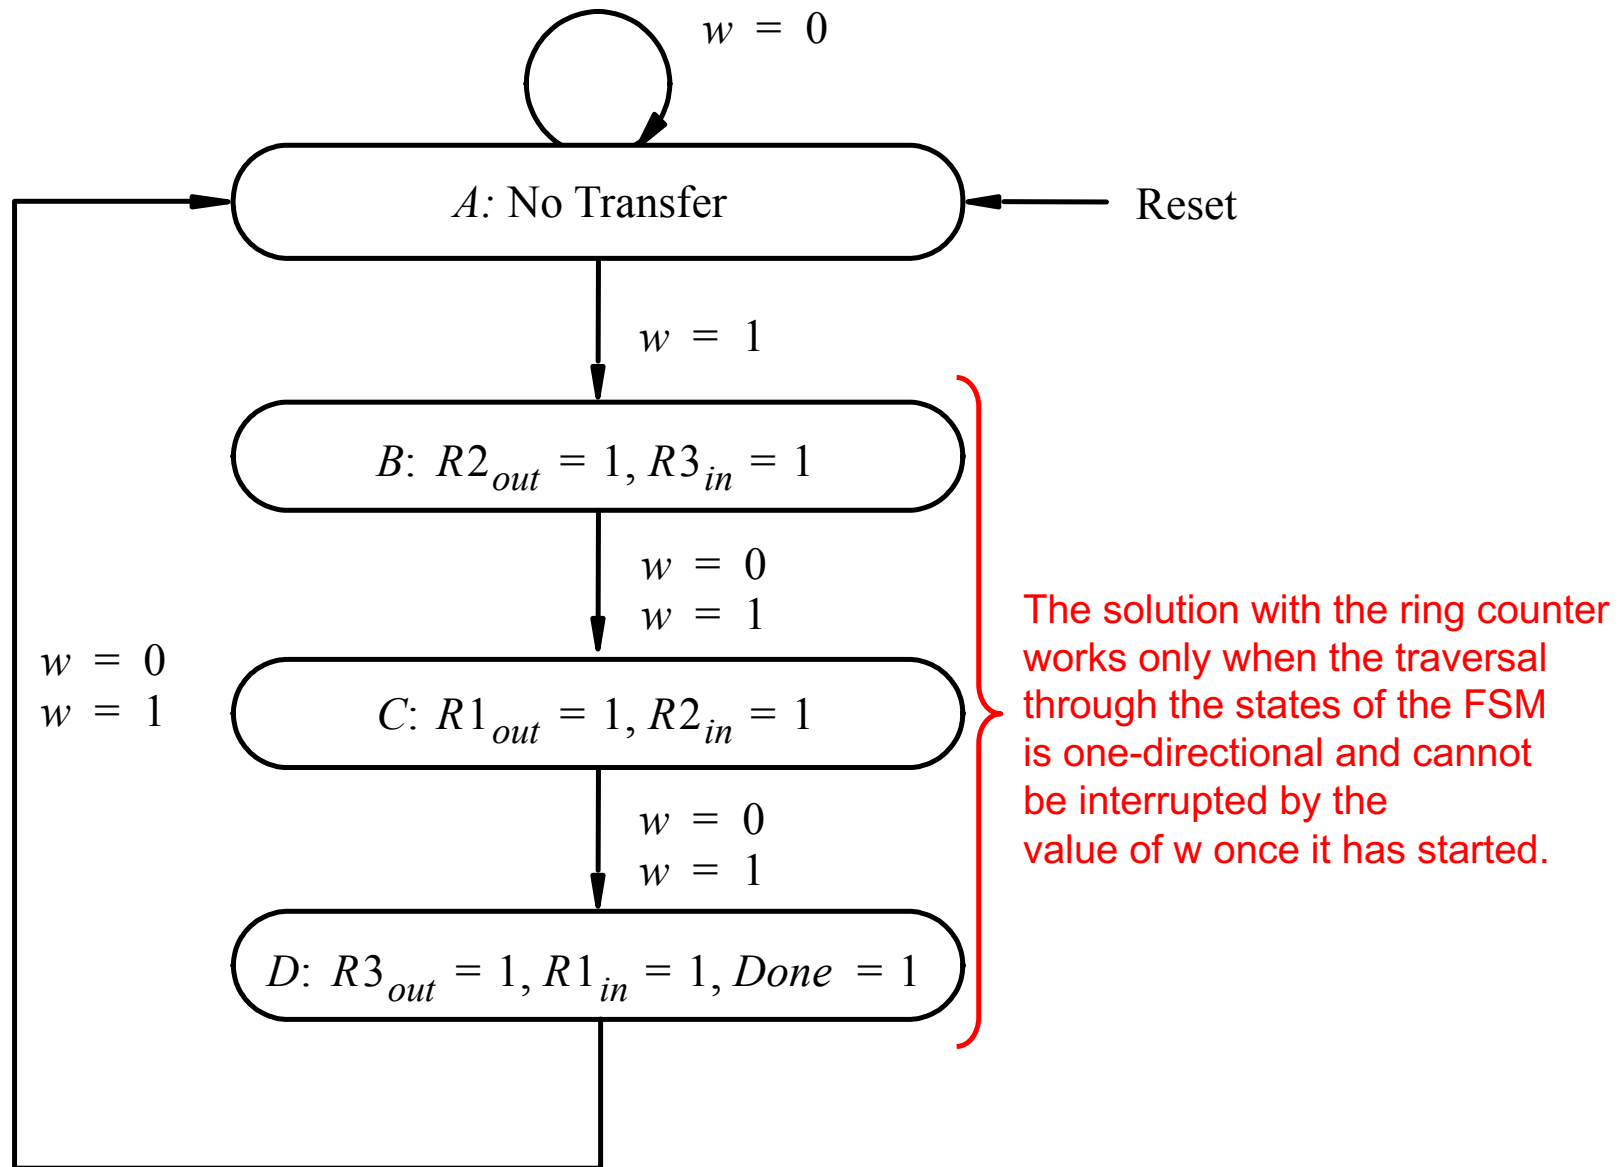 w = 0
A: No Transfer
Reset
w = 1
B: R2out = 1, R3in = 1
w = 0
w = 1
w = 0
w = 1
C: R1out = 1, R2in = 1
The solution with the ring counter
works only when the traversal
through the states of the FSM
is one-directional and cannot
be interrupted by the
value of w once it has started.
w = 0
w = 1
D: R3out = 1, R1in = 1, Done = 1